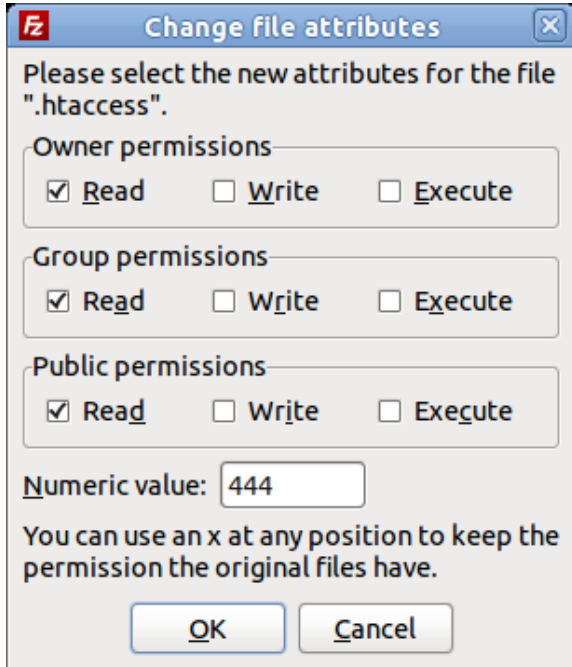 Fz Change file attributes
Please select the new attributes for the file
".htaccess".
Owner permissions
Read Write Execute
Group permissions
Read Write Execute
Public permissions
Read Write Execute
Numeric value: 444
You can use an x at any position to keep the
permission the original files have.
OK Cancel